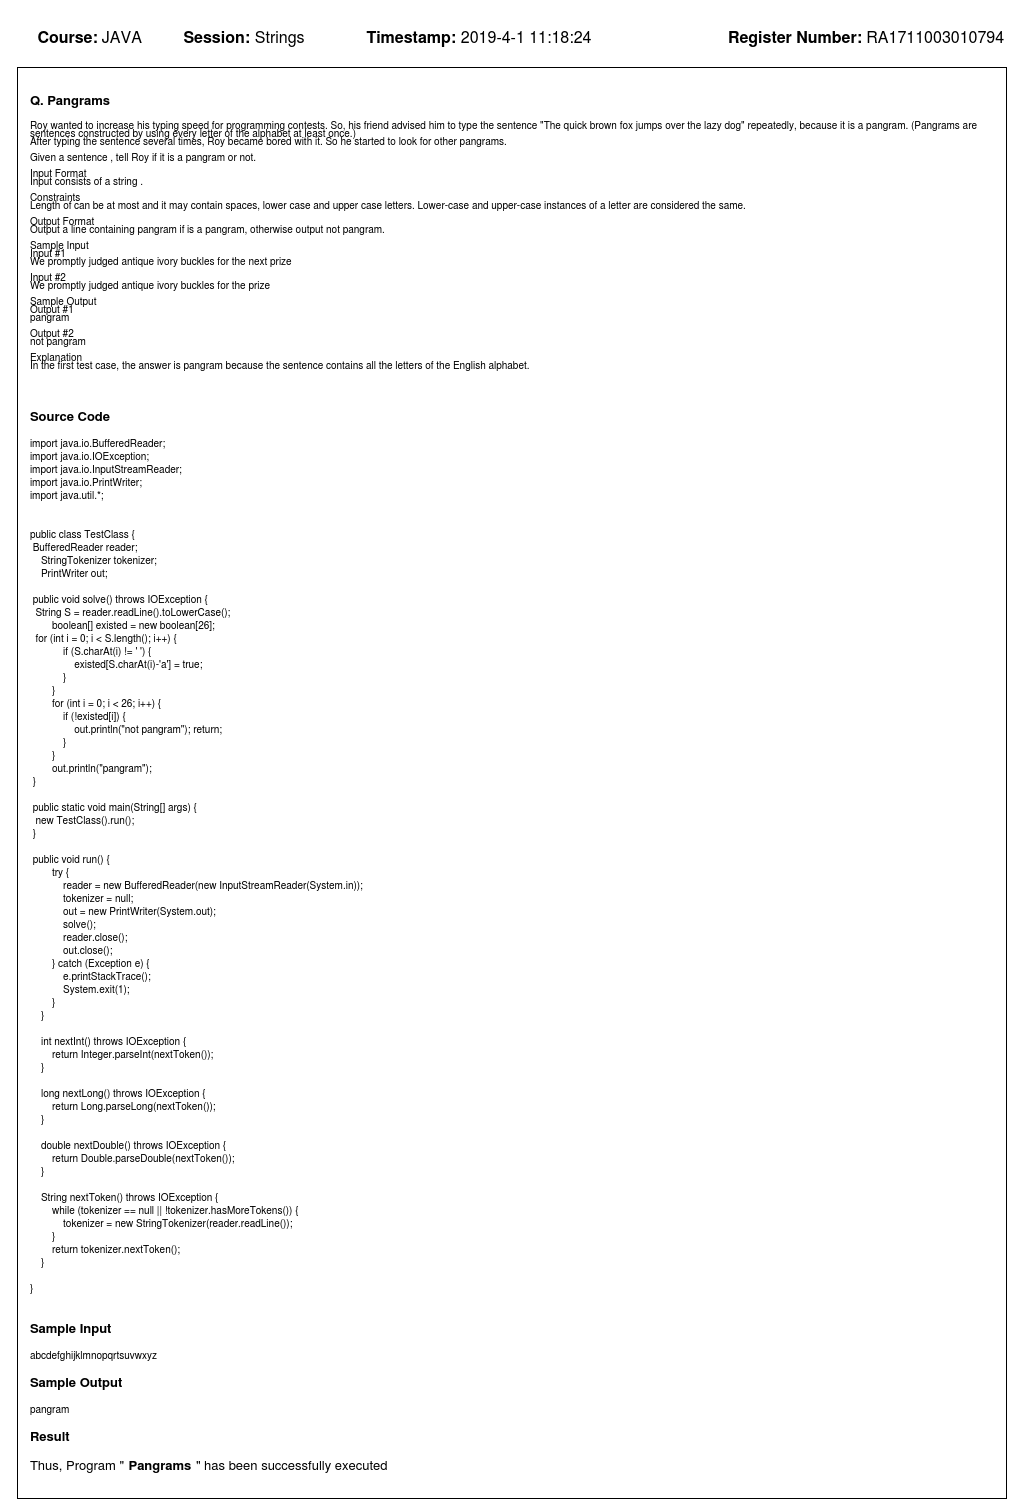 Course: JAVA Session: Strings Timestamp: 2019-4-1 11:18:24 Register Number: RA1711003010794
Q. Pangrams
Roy wanted to increase his typing speed for programming contests. So, his friend advised him to type the sentence "The quick brown fox jumps over the lazy dog" repeatedly, because it is a pangram. (Pangrams are
sentences constructed by using every letter of the alphabet at least once.)
After typing the sentence several times, Roy became bored with it. So he started to look for other pangrams.
Given a sentence , tell Roy if it is a pangram or not.
Input Format
Input consists of a string .
Constraints
Length of can be at most and it may contain spaces, lower case and upper case letters. Lower-case and upper-case instances of a letter are considered the same.
Output Format
Output a line containing pangram if is a pangram, otherwise output not pangram.
Sample Input
Input #1
We promptly judged antique ivory buckles for the next prize
Input #2
We promptly judged antique ivory buckles for the prize
Sample Output
Output #1
pangram
Output #2
not pangram
Explanation
In the first test case, the answer is pangram because the sentence contains all the letters of the English alphabet.
Source Code
import java.io.BufferedReader;
import java.io.IOException;
import java.io.InputStreamReader;
import java.io.PrintWriter;
import java.util.*;
public class TestClass {
BufferedReader reader;
StringTokenizer tokenizer;
PrintWriter out;
public void solve() throws IOException {
String S = reader.readLine().toLowerCase();
boolean[] existed = new boolean[26];
for (int i = 0; i < S.length(); i++) {
if (S.charAt(i) != ' ') {
existed[S.charAt(i)-'a'] = true;
}
}
for (int i = 0; i < 26; i++) {
if (!existed[i]) {
out.println("not pangram"); return;
}
}
out.println("pangram");
}
public static void main(String[] args) {
new TestClass().run();
}
public void run() {
try {
reader = new BufferedReader(new InputStreamReader(System.in));
tokenizer = null;
out = new PrintWriter(System.out);
solve();
reader.close();
out.close();
} catch (Exception e) {
e.printStackTrace();
System.exit(1);
}
}
int nextInt() throws IOException {
return Integer.parseInt(nextToken());
}
long nextLong() throws IOException {
return Long.parseLong(nextToken());
}
double nextDouble() throws IOException {
return Double.parseDouble(nextToken());
}
String nextToken() throws IOException {
while (tokenizer == null || !tokenizer.hasMoreTokens()) {
tokenizer = new StringTokenizer(reader.readLine());
}
return tokenizer.nextToken();
}
}
Sample Input
abcdefghijklmnopqrtsuvwxyz
Sample Output
pangram
Result
Thus, Program " Pangrams " has been successfully executed